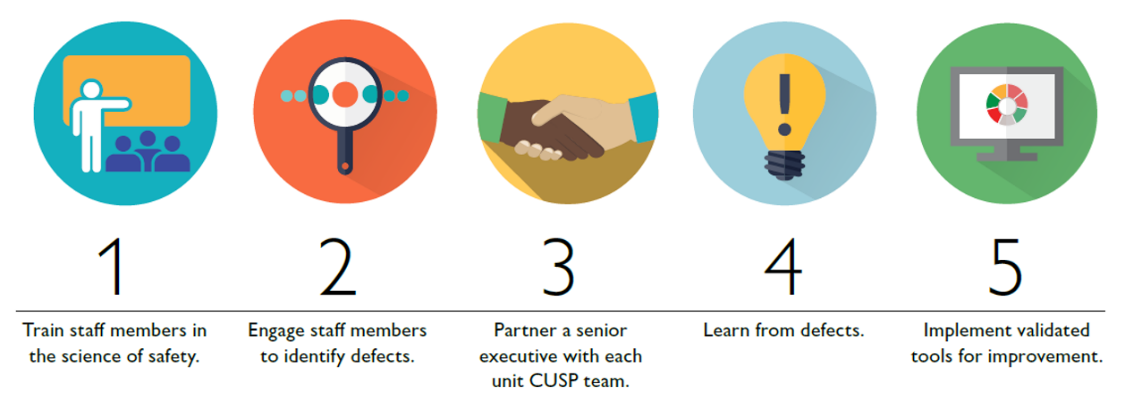 1
Train staff members in
the science of safety.
2
Engage staff members
to identify defects.
3
Partner a senior
executive with each
unit CUSP team.
4
Learn from defects.
5
Implement validated
tools for improvement.